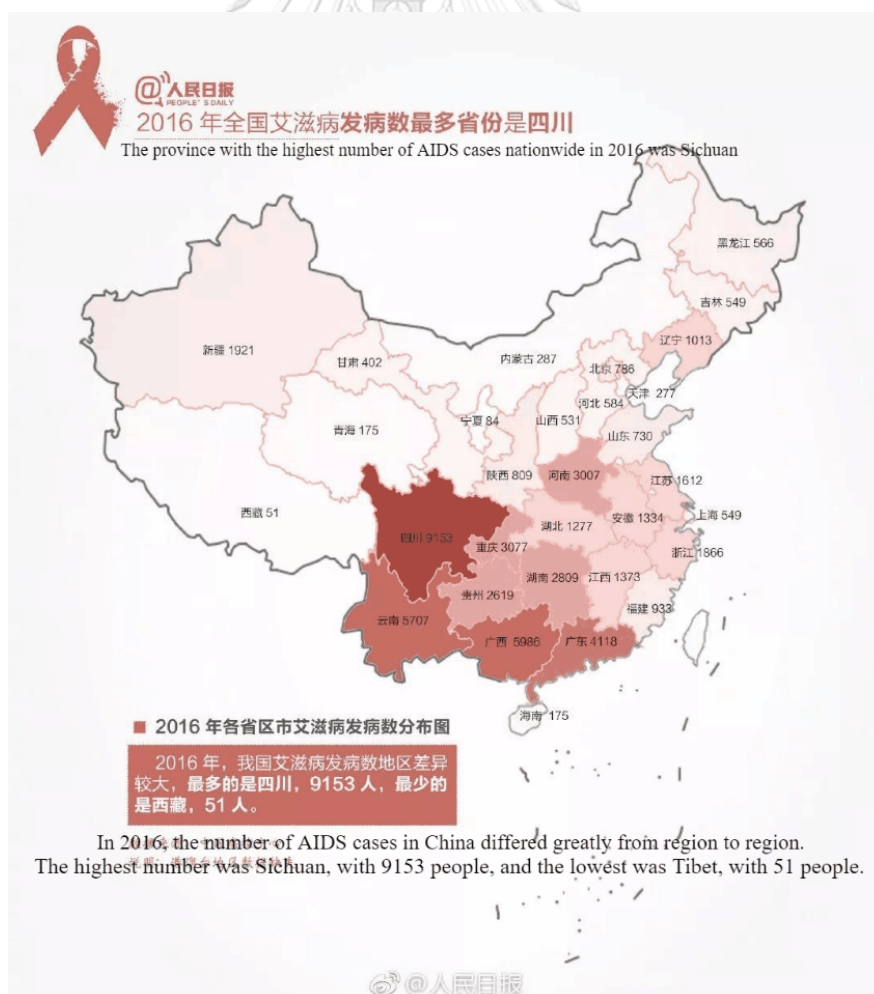 @人民日报
PEOPLE'S DAILY
2016 年全国艾滋病发病数最多省份是四川
The province with the highest number of AIDS cases nationwide in 2016 was Sichuan
黑龙江 566
吉林 549
辽宁 1013
新疆 1921
甘肃 402
内蒙古 287
北京 786
天津 277
河北 584
宁夏 84
山西 531
山东 730
青海 175
陕西 809
河南 3007
江苏 1612
西藏 51
四川 9153
重庆 3077
湖北 1277
安徽 1334
上海 549
浙江 1866
贵州 2619
湖南 2809
江西 1373
福建 933
云南 5707
广西 5986
广东 4118
海南 175
2016 年各省区市艾滋病发病数分布图
2016 年，我国艾滋病发病数地区差异
较大，最多的是四川，9153 人，最少的
是西藏，51 人。
In 2016, the number of AIDS cases in China differed greatly from region to region.
The highest number was Sichuan, with 9153 people, and the lowest was Tibet, with 51 people.
@人民日报